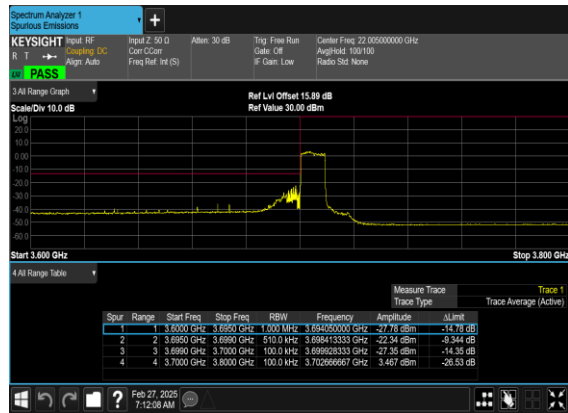 Spectrum Analyzer 1
Spurious Emissions
KEYSIGHT Input: RF Input Z: 50 Ω Atten: 30 dB Trig: Free Run Center Freq: 22.005000000 GHz
R T Coupling: DC Corr CCorr Gate: Off Avg|Hold: 100/100
Align: Auto Freq Ref: Int (S) IF Gain: Low Radio Std: None
PASS
3 All Range Graph
Ref Lvl Offset 15.89 dB
Scale/Div 10.0 dB Ref Value 30.00 dBm
Log
20.0
10.0
0.00
-10.0
-20.0
-30.0
-40.0
-50.0
-60.0
Start 3.600 GHz Stop 3.800 GHz
4 All Range Table
Measure Trace Trace 1
Trace Type Trace Average (Active)
Spur Range Start Freq Stop Freq RBW Frequency Amplitude ΔLimit
1 1 3.6000 GHz 3.6950 GHz 1.000 MHz 3.694050000 GHz -27.78 dBm -14.78 dB
2 2 3.6950 GHz 3.6990 GHz 510.0 kHz 3.698413333 GHz -22.34 dBm -9.344 dB
3 3 3.6990 GHz 3.7000 GHz 100.0 kHz 3.699928333 GHz -27.35 dBm -14.35 dB
4 4 3.7000 GHz 3.8000 GHz 100.0 kHz 3.702666667 GHz 3.467 dBm -26.53 dB
Feb 27, 2025
7:12:08 AM